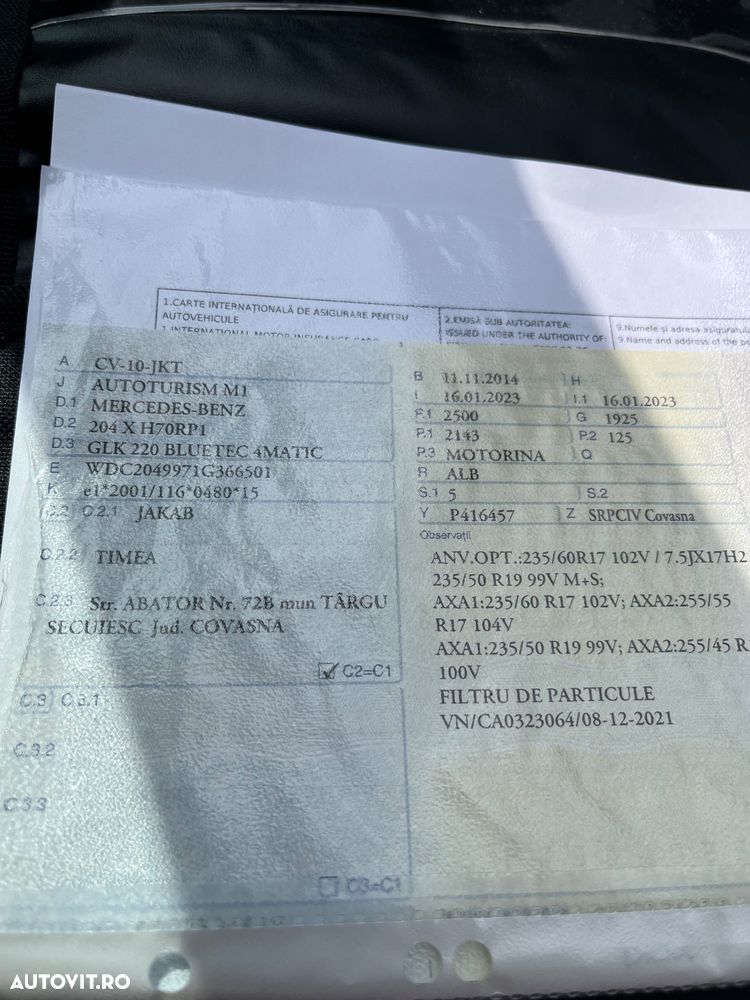 1.CARTE INTERNAȚIONALĂ DE ASIGURARE PENTRU
AUTOVEHICULE
1.INTERNATIONAL MOTOR INSURANCE CARD
2.EMISĂ SUB AUTORITATEA:
ISSUED UNDER THE AUTHORITY OF:
9.Numele și adresa asiguratului
9.Name and address of the
A CV-10-JKT
J AUTOTURISM M1
D.1 MERCEDES-BENZ
D.2 204 X H70RP1
D.3 GLK 220 BLUETEC 4MATIC
E WDC2049971G366501
K e1*2001/116*0480*15
C.2 C.2.1 JAKAB
C.2.2 TIMEA
C.2.3 Str. ABATOR Nr. 72B mun TÂRGU
SECUIESC Jud. COVASNA
C2=C1
C.3 C.3.1
C.3.2
C.3.3
C3=C1
B 11.11.2014 H
I 16.01.2023 I.1 16.01.2023
F.1 2500 G 1925
P.1 2143 P.2 125
P.3 MOTORINA Q
R ALB
S.1 5 S.2
Y P416457 Z SRPCIV Covasna
Observații
ANV.OPT.:235/60R17 102V / 7.5JX17H2
235/50 R19 99V M+S;
AXA1:235/60 R17 102V; AXA2:255/55
R17 104V
AXA1:235/50 R19 99V; AXA2:255/45 R
100V
FILTRU DE PARTICULE
VN/CA0323064/08-12-2021
AUTOVIT.RO